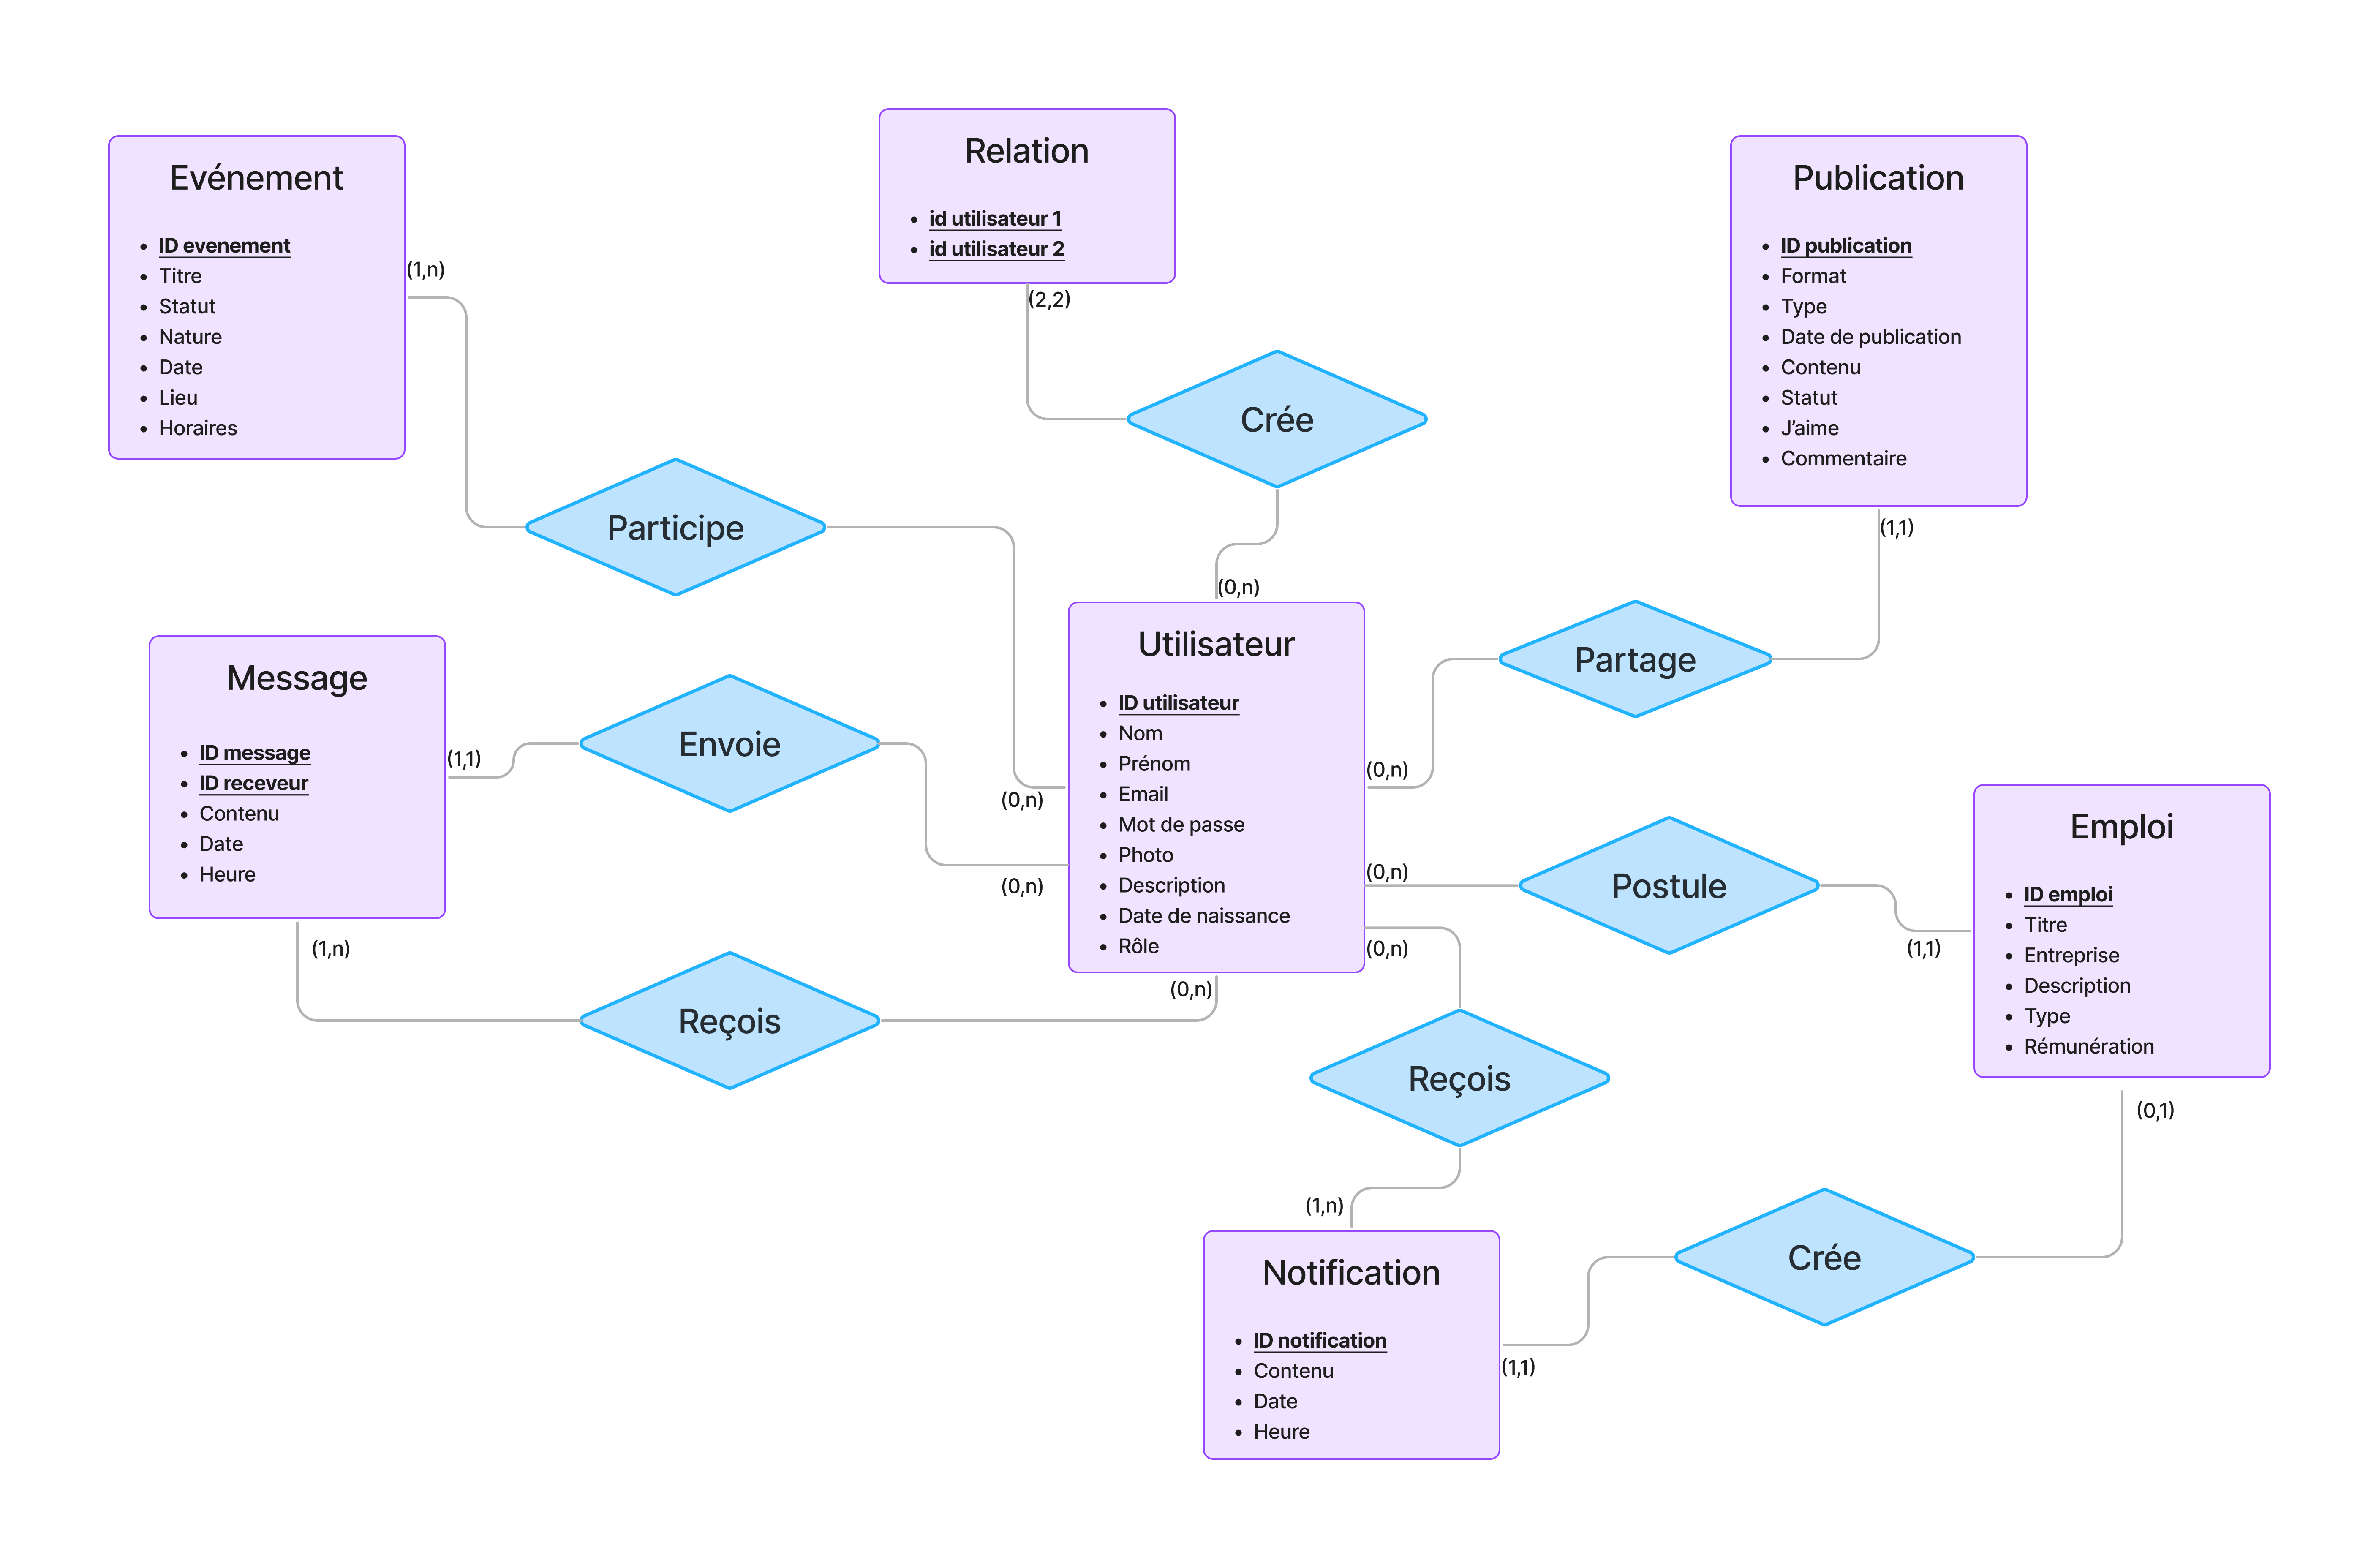 Evénement
ID evenement
Titre
Statut
Nature
Date
Lieu
Horaires
(1,n)
Relation
id utilisateur 1
id utilisateur 2
(2,2)
Crée
(0,n)
Publication
ID publication
Format
Type
Date de publication
Contenu
Statut
J’aime
Commentaire
(1,1)
Participe
(0,n)
Partage
(0,n)
Message
ID message
ID receveur
Contenu
Date
Heure
(1,1)
Envoie
(0,n)
(1,n)
Reçois
(0,n)
Utilisateur
ID utilisateur
Nom
Prénom
Email
Mot de passe
Photo
Description
Date de naissance
Rôle
(0,n)
Postule
(1,1)
Emploi
ID emploi
Titre
Entreprise
Description
Type
Rémunération
(0,1)
(0,n)
Reçois
(1,n)
Notification
ID notification
Contenu
Date
Heure
(1,1)
Crée